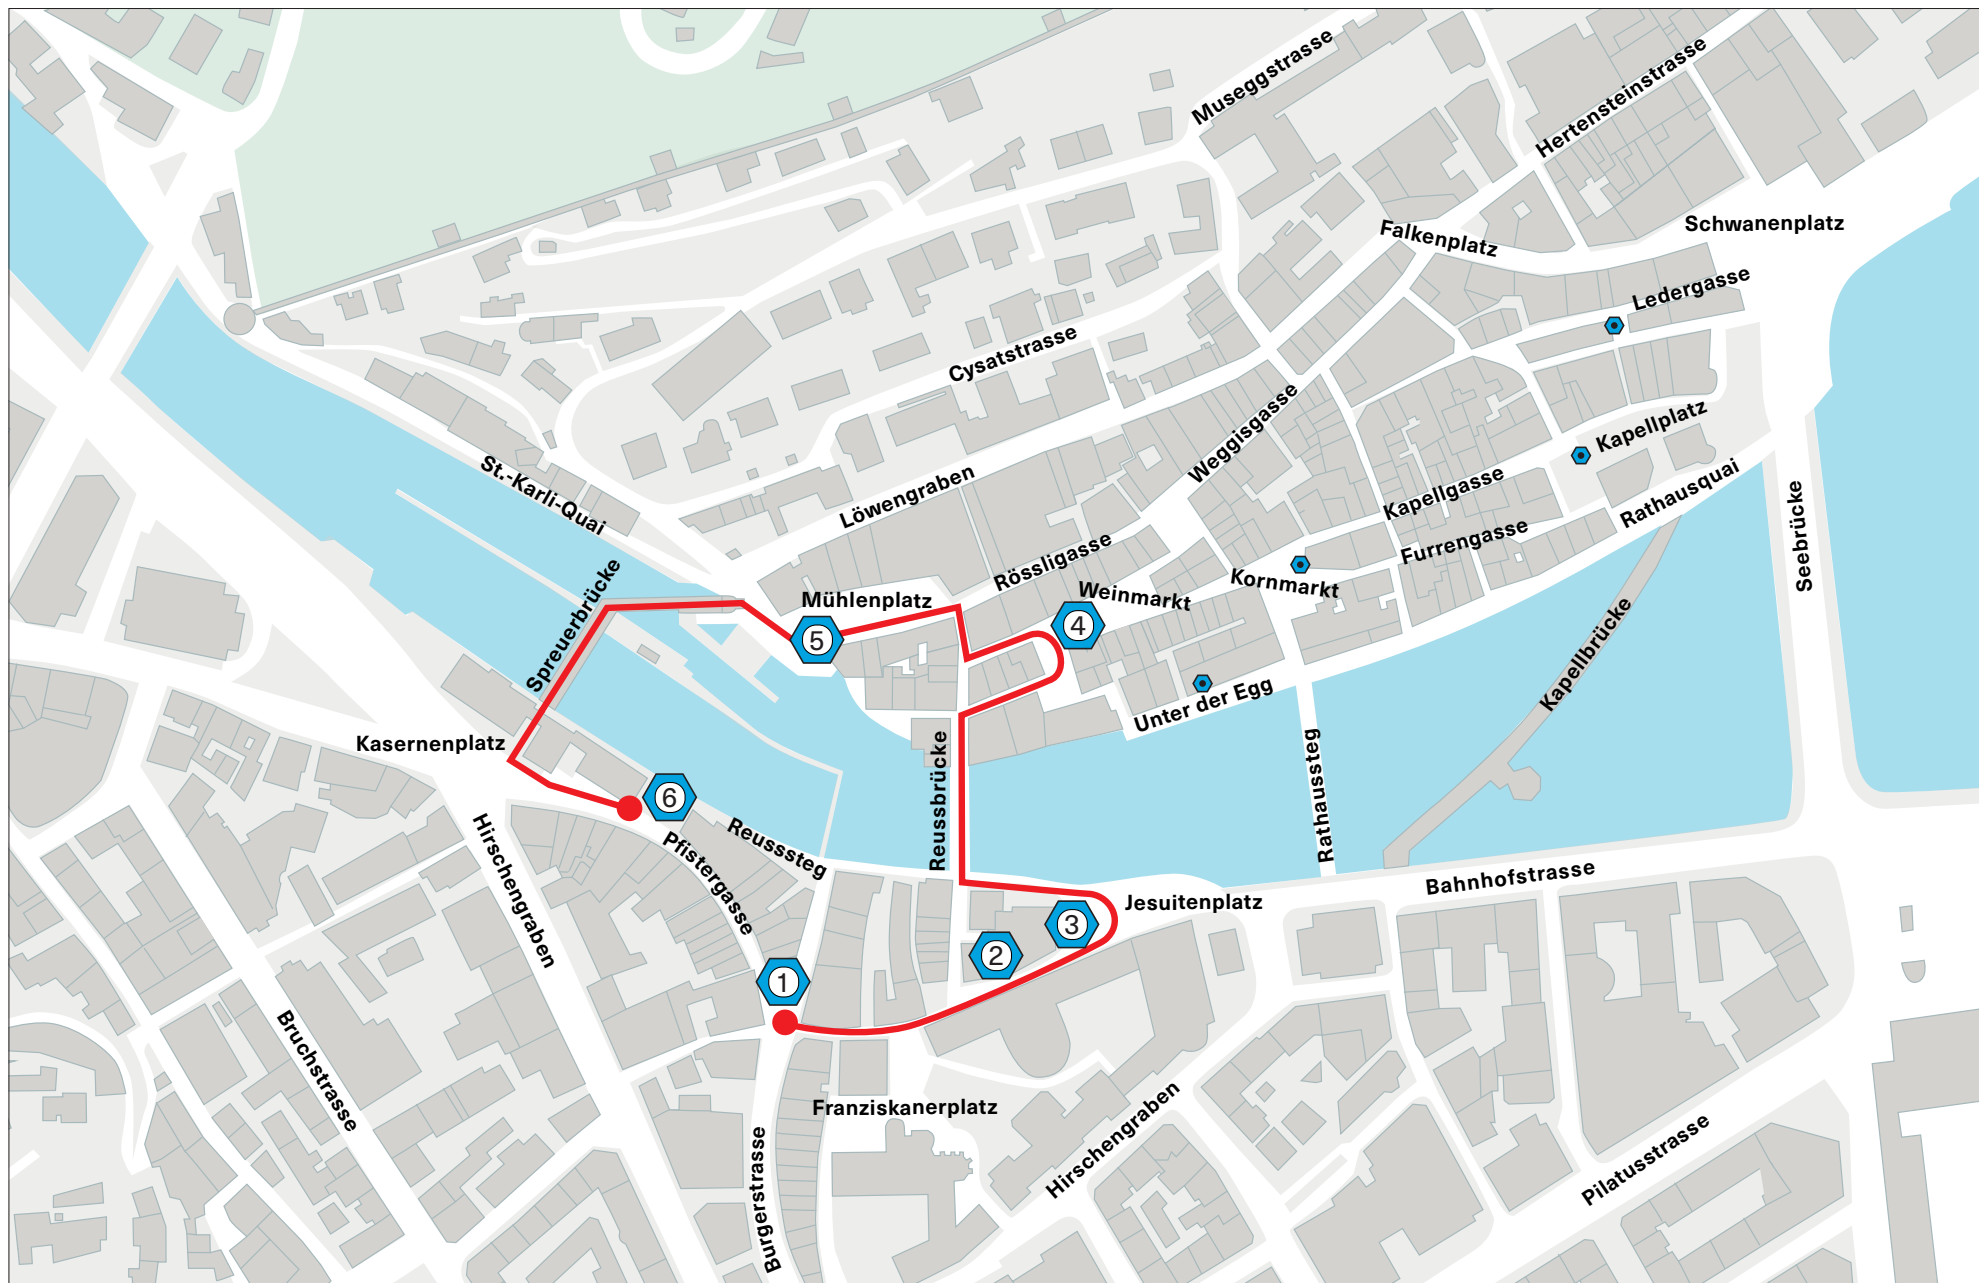 Museggstrasse
Hertensteinstrasse
Schwanenplatz
Falkenplatz
Ledergasse
Cysatstrasse
Weggisgasse
Kapellplatz
St.-Karli-Quai
Löwengraben
Kapellgasse
Rathausquai
Seebrücke
Rössligasse
Furrengasse
Weinmarkt
Kornmarkt
Spreuerbrücke
Mühlenplatz
5
4
Kapellbrücke
Unter der Egg
Kasernenplatz
Reussbrücke
Rathaussteg
6
Hirschengraben
Pfistergasse
Reusssteg
Bahnhofstrasse
Jesuitenplatz
3
2
1
Bruchstrasse
Franziskanerplatz
Burgerstrasse
Hirschengraben
Pilatusstrasse